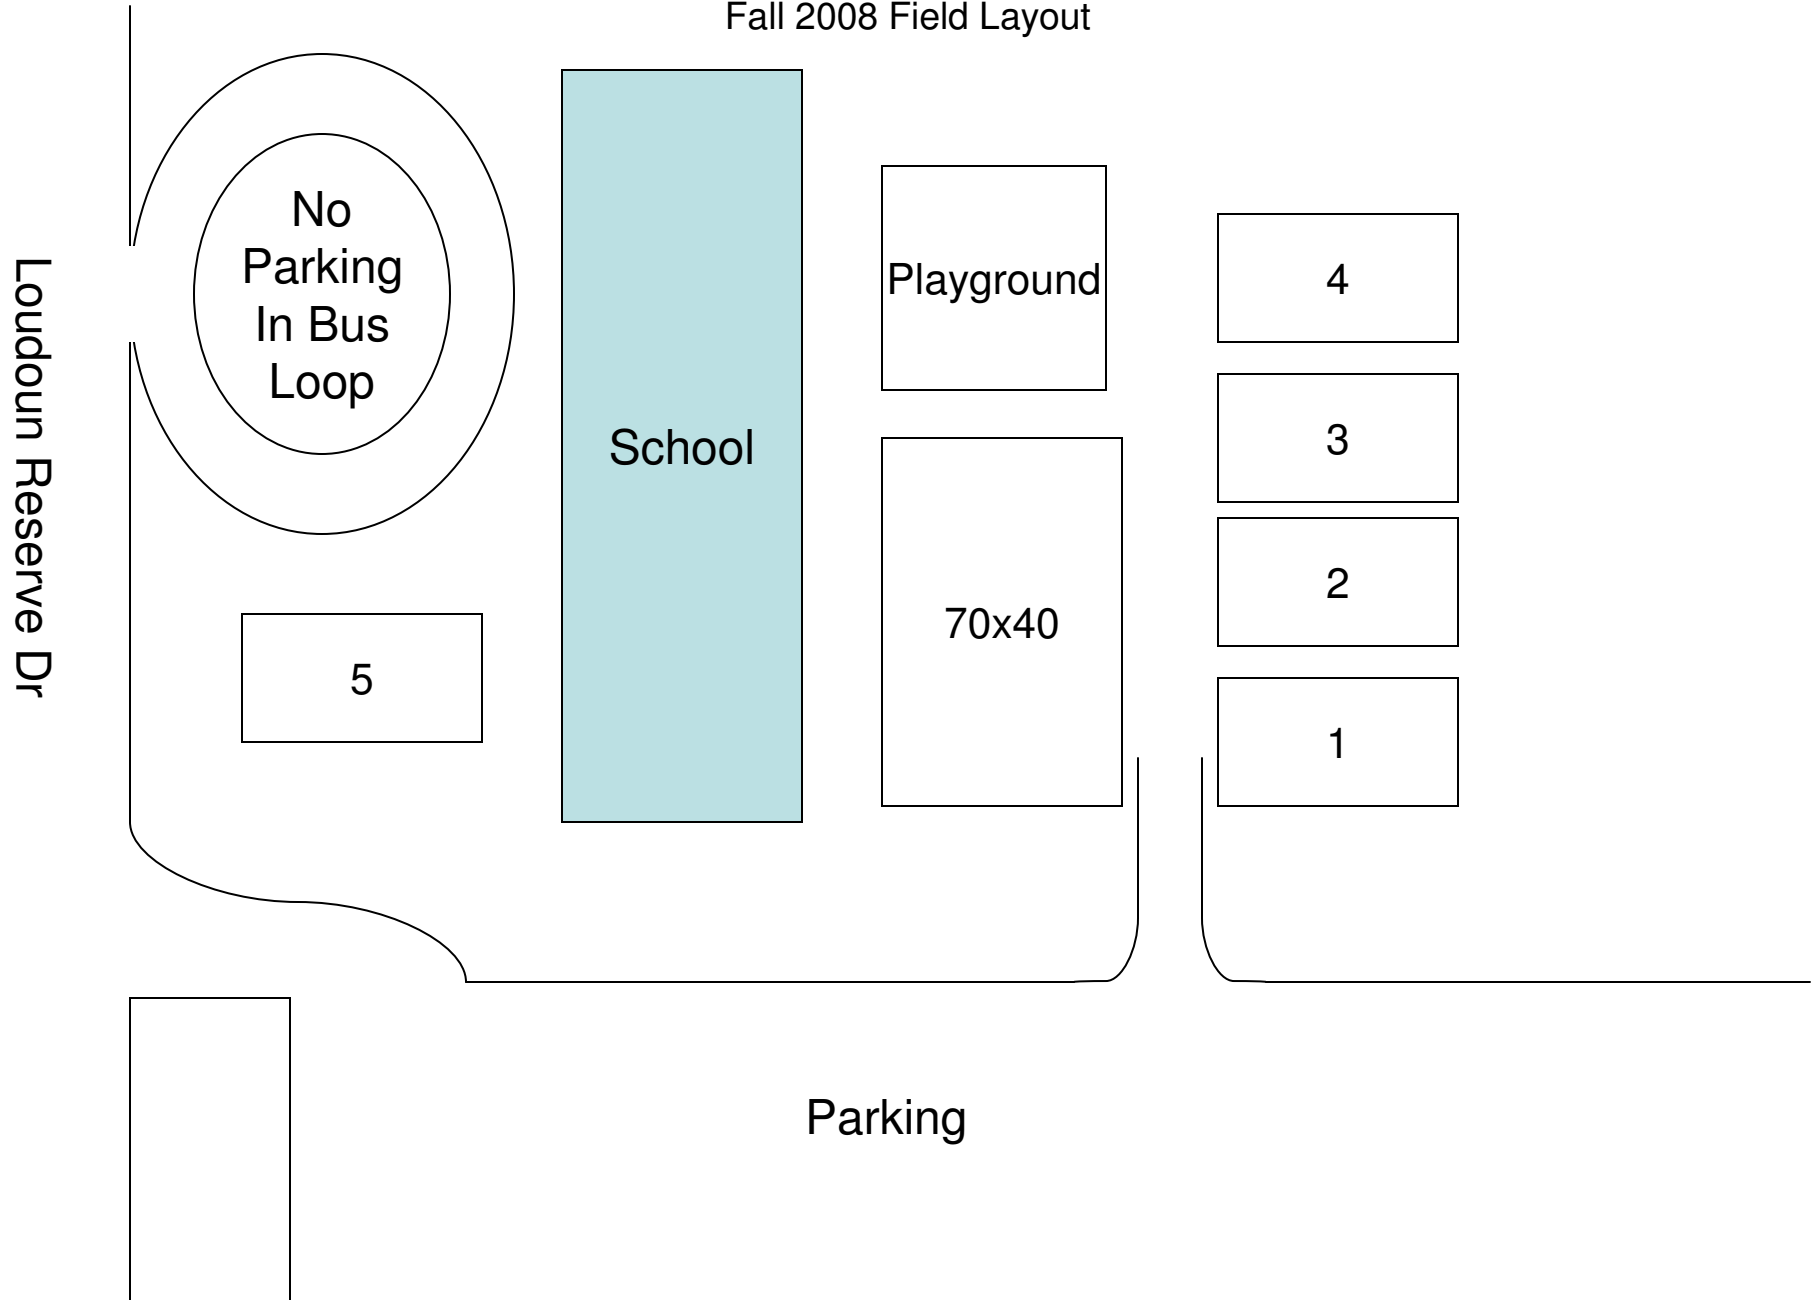 Fall 2008 Field Layout
No
Parking
In Bus
Loop
Loudoun Reserve Dr
School
Playground
70x40
4
3
2
1
5
Parking